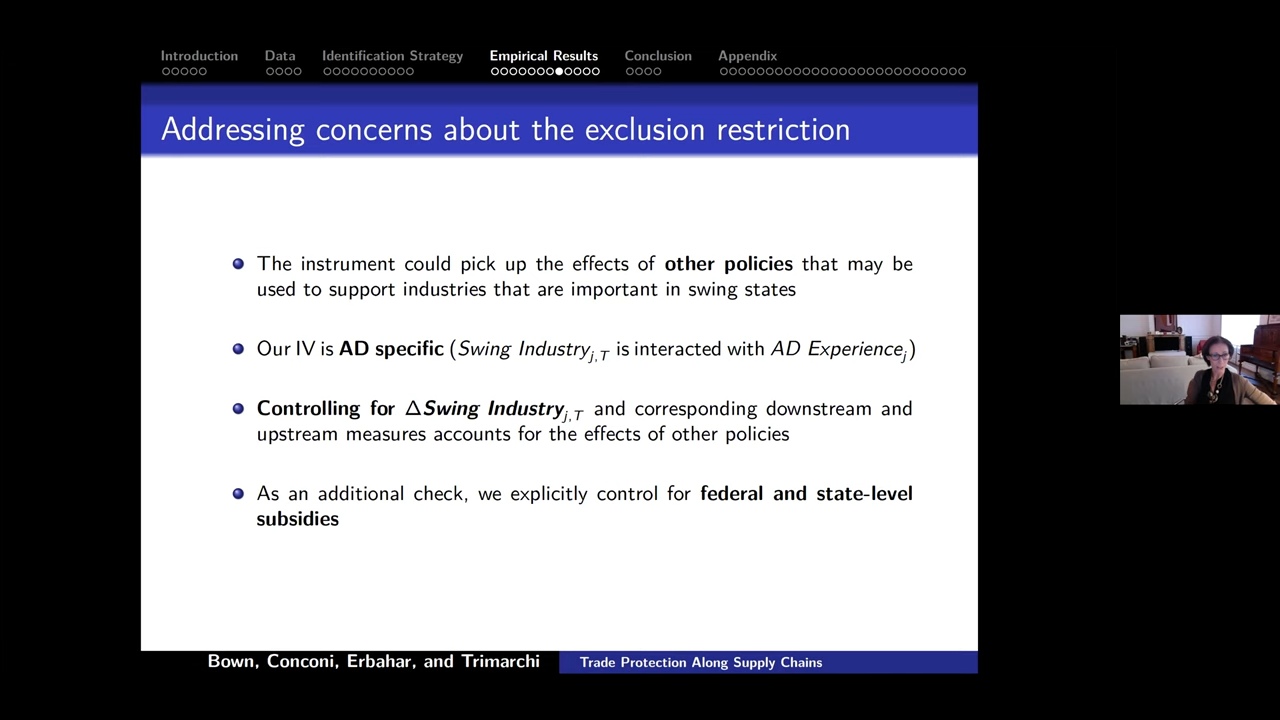 Introduction Data Identification Strategy Empirical Results Conclusion Appendix
Addressing concerns about the exclusion restriction
The instrument could pick up the effects of other policies that may be
used to support industries that are important in swing states
Our IV is AD specific (Swing Industry_{j,T} is interacted with AD Experience_j)
Controlling for ΔSwing Industry_{j,T} and corresponding downstream and
upstream measures accounts for the effects of other policies
As an additional check, we explicitly control for federal and state-level
subsidies
Bown, Conconi, Erbahar, and Trimarchi Trade Protection Along Supply Chains